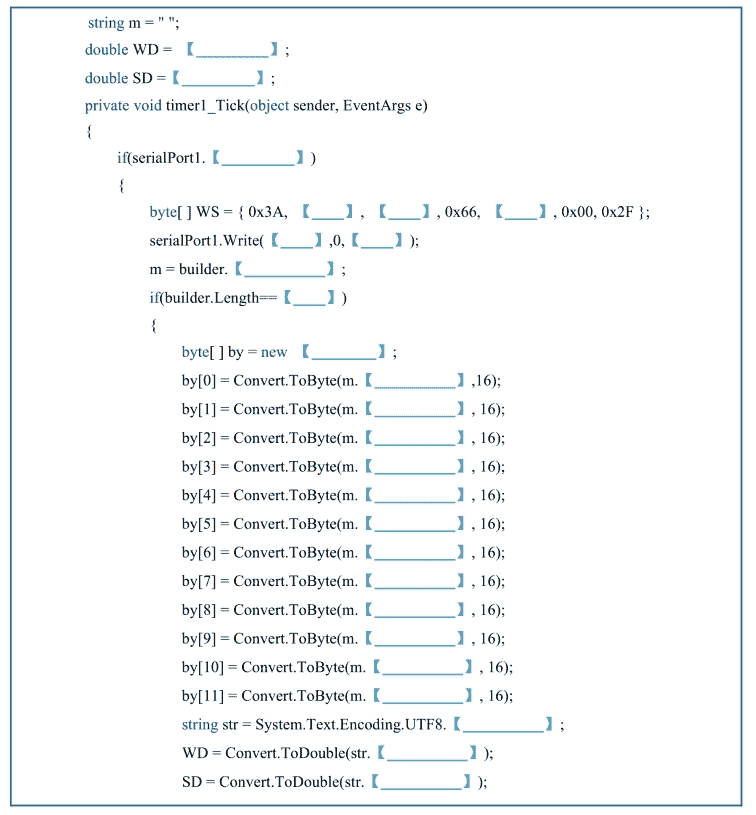 string m = " ";
double WD = 【_________】 ;
double SD =【_________】 ;
private void timer1_Tick(object sender, EventArgs e)
{
if(serialPort1.【_________】)
{
byte[ ] WS = { 0x3A, 【____】, 【____】, 0x66, 【____】, 0x00, 0x2F };
serialPort1.Write(【____】,0,【____】);
m = builder.【__________】 ;
if(builder.Length==【____】)
{
byte[ ] by = new 【________】 ;
by[0] = Convert.ToByte(m.【__________】,16);
by[1] = Convert.ToByte(m.【__________】, 16);
by[2] = Convert.ToByte(m.【__________】, 16);
by[3] = Convert.ToByte(m.【__________】, 16);
by[4] = Convert.ToByte(m.【__________】, 16);
by[5] = Convert.ToByte(m.【__________】, 16);
by[6] = Convert.ToByte(m.【__________】, 16);
by[7] = Convert.ToByte(m.【__________】, 16);
by[8] = Convert.ToByte(m.【__________】, 16);
by[9] = Convert.ToByte(m.【__________】, 16);
by[10] = Convert.ToByte(m.【__________】, 16);
by[11] = Convert.ToByte(m.【__________】, 16);
string str = System.Text.Encoding.UTF8.【__________】 ;
WD = Convert.ToDouble(str.【__________】);
SD = Convert.ToDouble(str.【__________】);